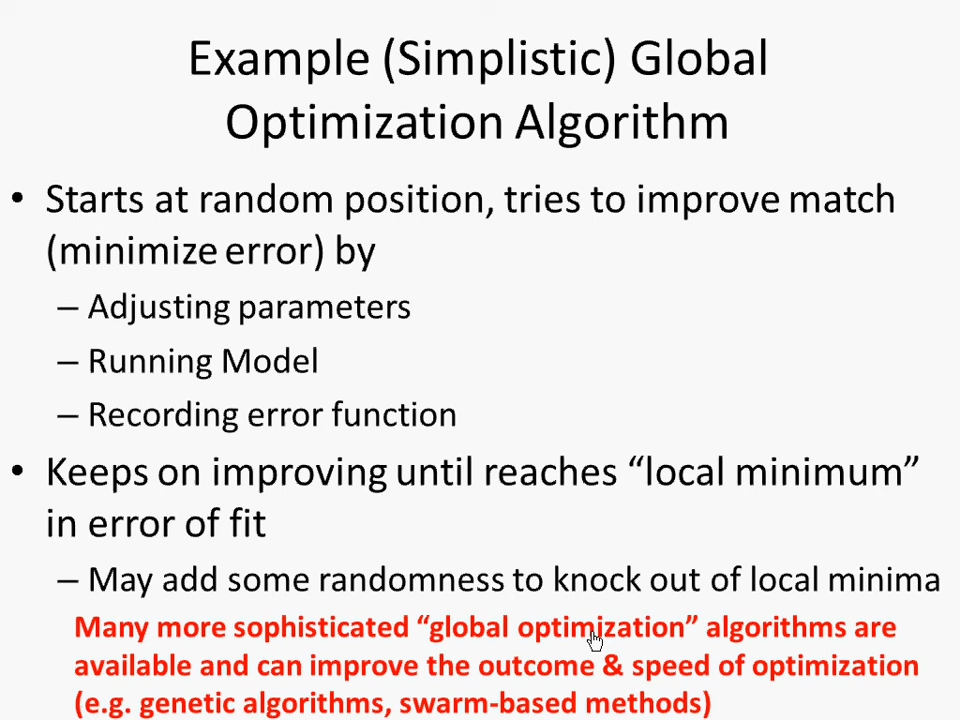 Example (Simplistic) Global
Optimization Algorithm
• Starts at random position, tries to improve match
(minimize error) by
– Adjusting parameters
– Running Model
– Recording error function
• Keeps on improving until reaches “local minimum”
in error of fit
– May add some randomness to knock out of local minima
Many more sophisticated “global optimization” algorithms are
available and can improve the outcome & speed of optimization
(e.g. genetic algorithms, swarm-based methods)